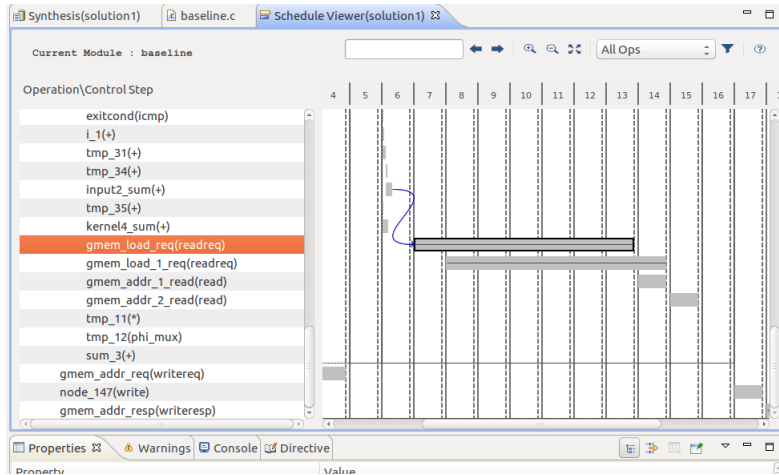 Synthesis(solution1) baseline.c Schedule Viewer(solution1)
Current Module : baseline
All Ops
Operation\Control Step 4 5 6 7 8 9 10 11 12 13 14 15 16 17
exitcond(icmp)
i_1(+)
tmp_31(+)
tmp_34(+)
input2_sum(+)
tmp_35(+)
kernel4_sum(+)
gmem_load_req(readreq)
gmem_load_1_req(readreq)
gmem_addr_1_read(read)
gmem_addr_2_read(read)
tmp_11(*)
tmp_12(phi_mux)
sum_3(+)
gmem_addr_req(writereq)
node_147(write)
gmem_addr_resp(writeresp)
Properties Warnings Console Directive
Property Value